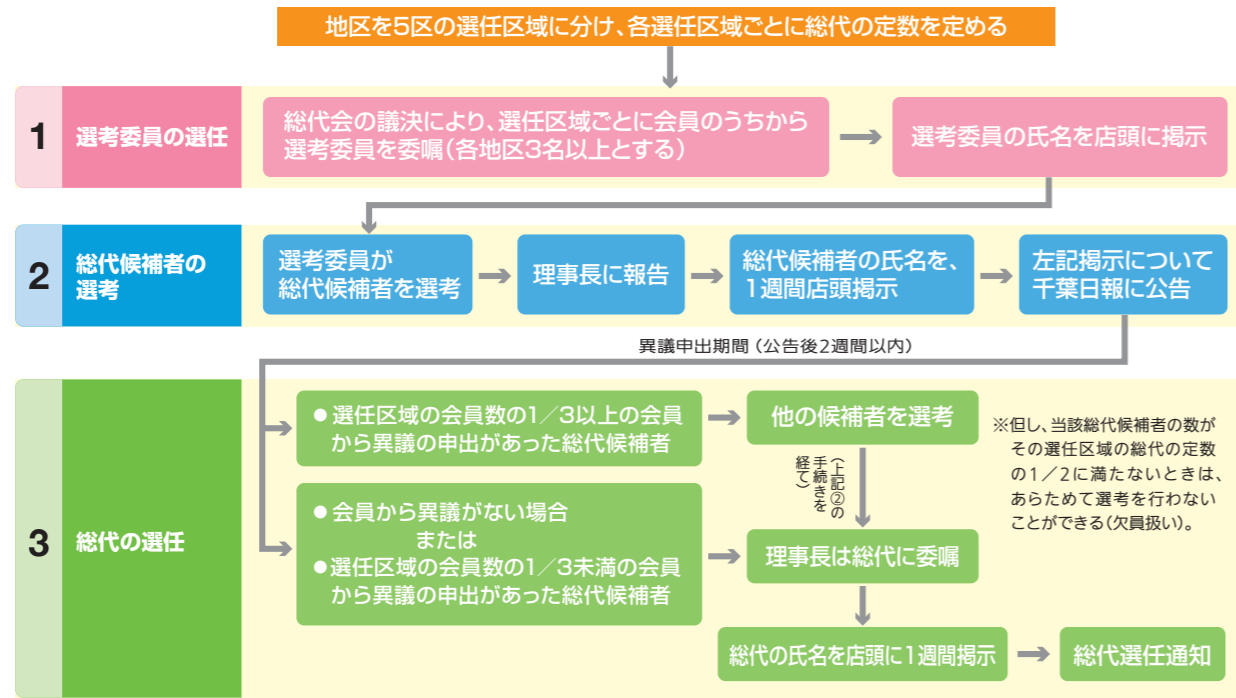 地区を5区の選任区域に分け、各選任区域ごとに総代の定数を定める
1
選考委員の選任
総代会の議決により、選任区域ごとに会員のうちから
選考委員を委嘱(各地区3名以上とする)
選考委員の氏名を店頭に掲示
2
総代候補者の
選考
選考委員が
総代候補者を選考
理事長に報告
総代候補者の氏名を、
1週間店頭掲示
左記掲示について
千葉日報に公告
異議申出期間(公告後2週間以内)
3
総代の選任
●選任区域の会員数の1/3以上の会員
から異議の申出があった総代候補者
他の候補者を選考
※但し、当該総代候補者の数が
その選任区域の総代の定数
の1/2に満たないときは、
あらためて選考を行わない
ことができる(欠員扱い)。
(上記②の
手続きを
経て)
●会員から異議がない場合
または
●選任区域の会員数の1/3未満の会員
から異議の申出があった総代候補者
理事長は総代に委嘱
総代の氏名を店頭に1週間掲示
総代選任通知